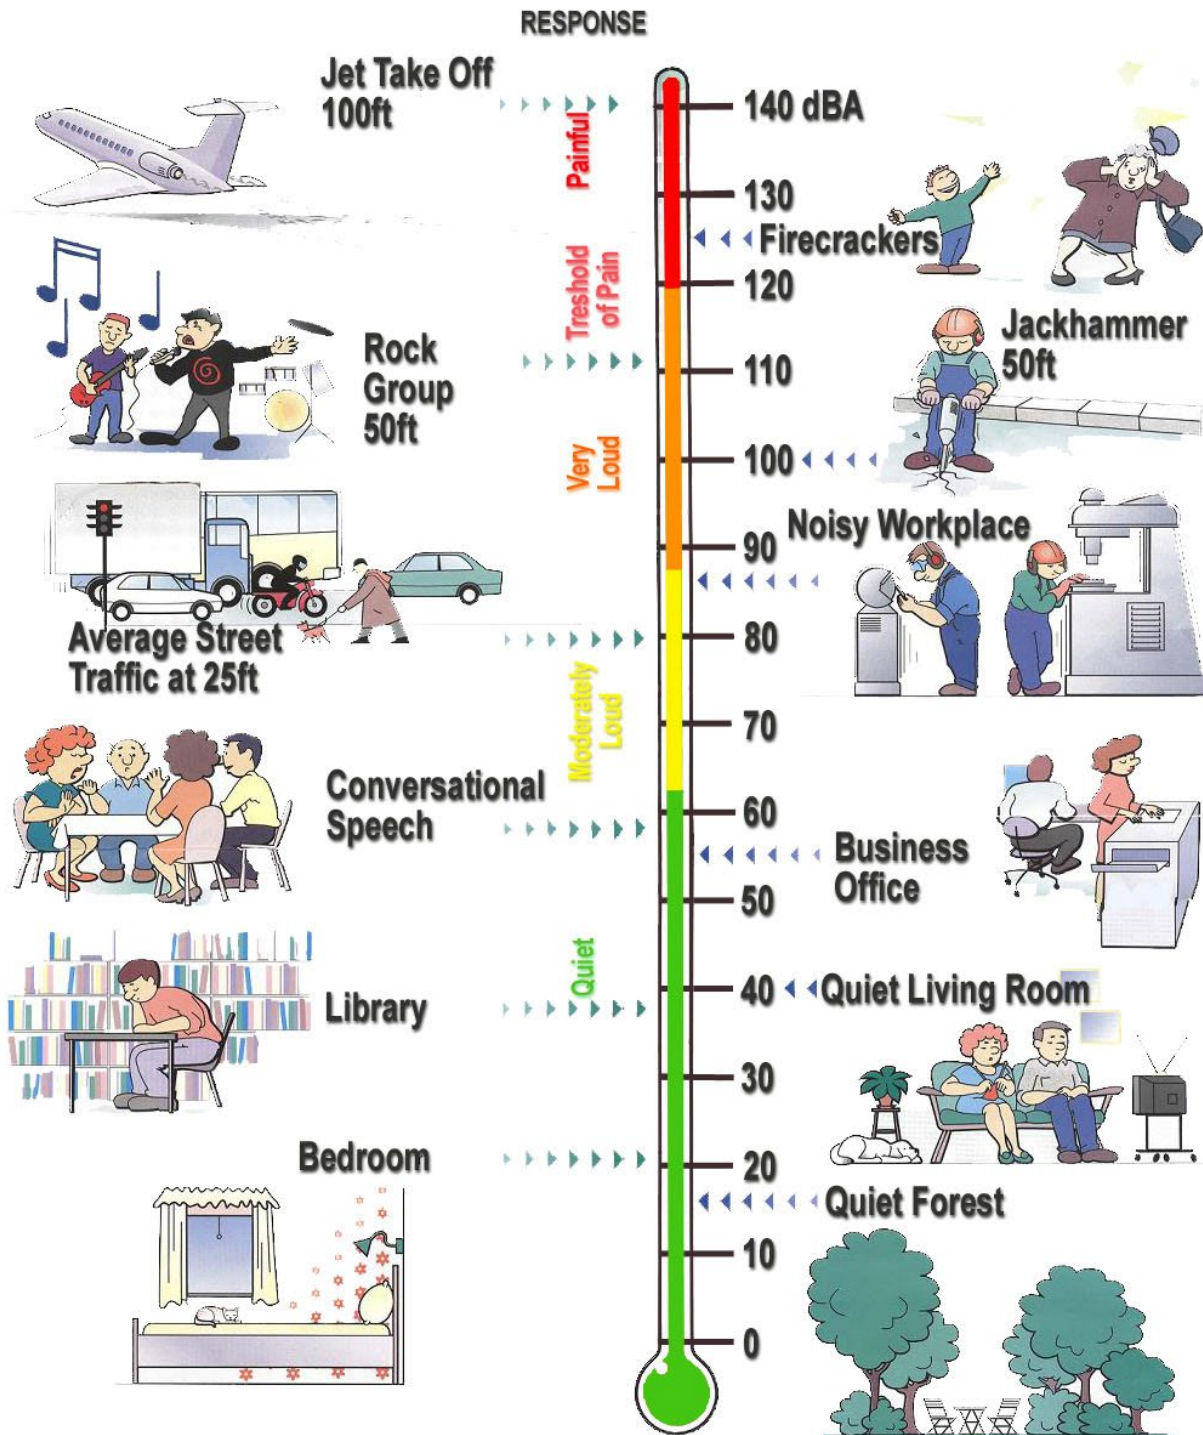 RESPONSE
Jet Take Off
100ft
Painful
140 dBA
130
Firecrackers
Treshold
of Pain
120
Rock
Group
50ft
Jackhammer
50ft
110
Very
Loud
100
Noisy Workplace
90
Average Street
Traffic at 25ft
80
Moderately
Loud
70
Conversational
Speech
60
Business
Office
50
Quiet
40
Quiet Living Room
Library
30
Bedroom
20
Quiet Forest
10
0